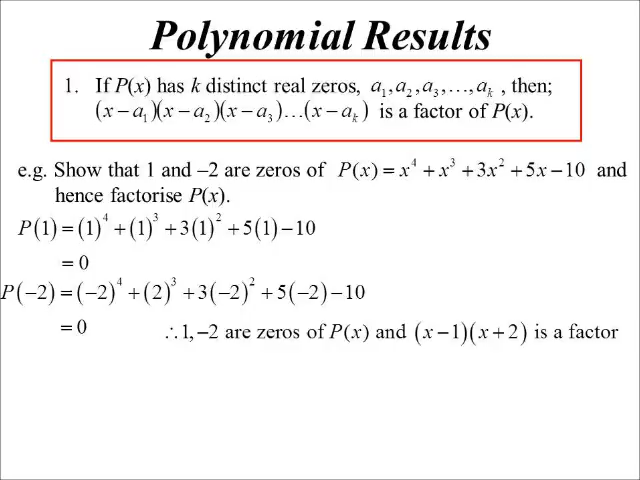 Polynomial Results
1. If P(x) has k distinct real zeros, a₁,a₂,a₃,…,aₖ , then;
(x−a₁)(x−a₂)(x−a₃)…(x−aₖ) is a factor of P(x).
e.g. Show that 1 and –2 are zeros of P(x) = x⁴ + x³ + 3x² + 5x −10 and
hence factorise P(x).
P(1) = (1)⁴ + (1)³ + 3(1)² + 5(1) −10
= 0
P(−2) = (−2)⁴ + (2)³ + 3(−2)² + 5(−2) −10
= 0 ∴1,−2 are zeros of P(x) and (x−1)(x+2) is a factor